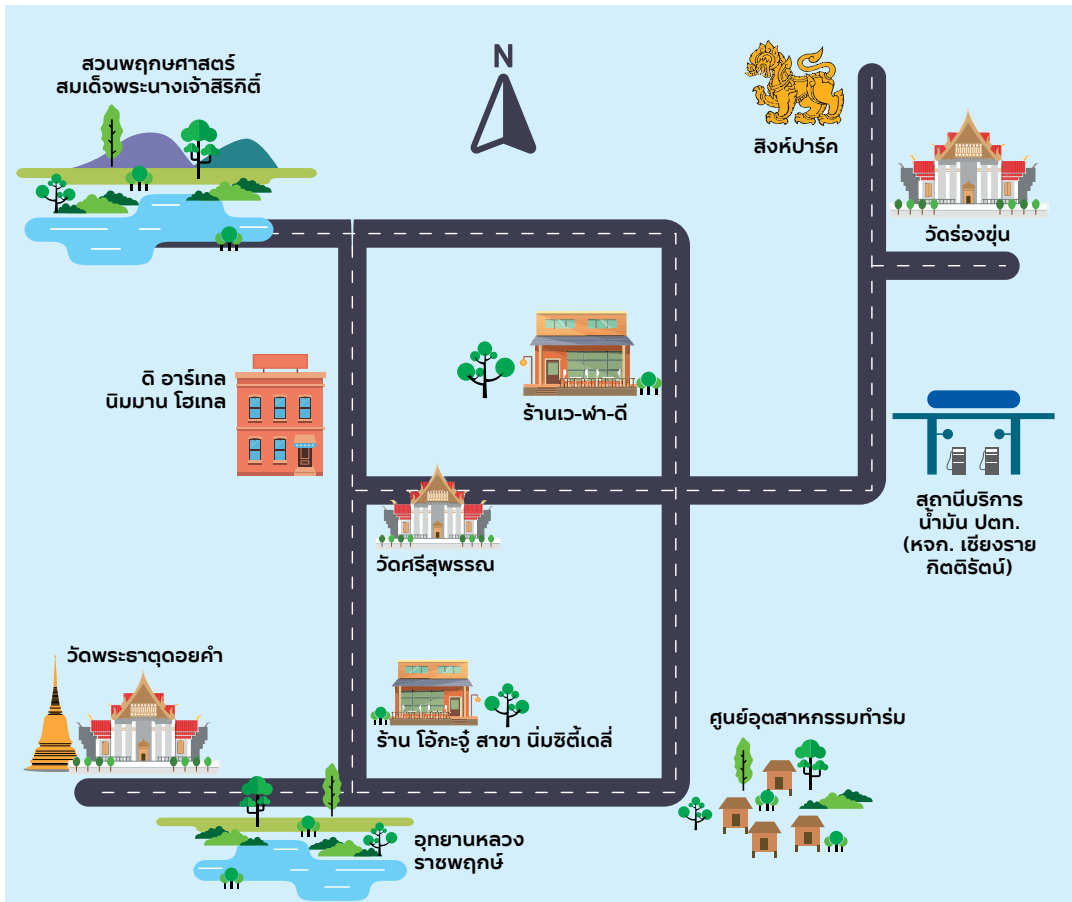 สวนพฤกษศาสตร์
สมเด็จพระนางเจ้าสิริกิติ์
N
สิงห์ปาร์ค
วัดร่องขุ่น
ดิ อาร์เทล
นิมมาน โฮเทล
ร้านเว-ฬา-ดี
สถานีบริการ
น้ำมัน ปตท.
(หจก. เชียงราย
กิตติรัตน์)
วัดศรีสุพรรณ
วัดพระธาตุดอยคำ
ร้าน โอ้กะจู๋ สาขา นิ่มซิตี้เดลี่
ศูนย์อุตสาหกรรมทำร่ม
อุทยานหลวง
ราชพฤกษ์